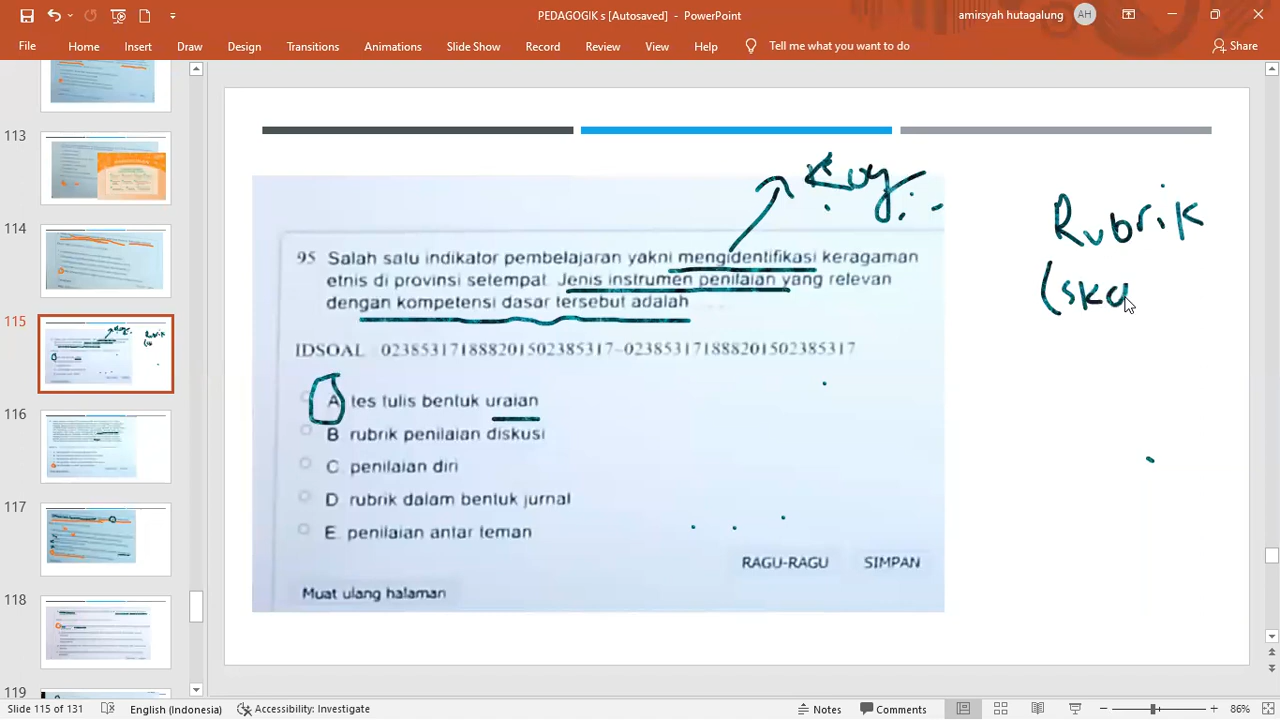 PEDAGOGIK s [Autosaved] - PowerPoint
amirsyah hutagalung
AH
File
Home
Insert
Draw
Design
Transitions
Animations
Slide Show
Record
Review
View
Help
Tell me what you want to do
Share
113
114
115
116
117
118
119
Kog
Rubrik
(ska
95 Salah satu indikator pembelajaran yakni mengidentifikasi keragaman
etnis di provinsi setempat. Jenis instrumen penilaian yang relevan
dengan kompetensi dasar tersebut adalah
IDSOAL 023853171888201502385317~023853171888201502385317
A tes tulis bentuk uraian
B rubrik penilaian diskusi
C penilaian diri
D rubrik dalam bentuk jurnal
E. penilaian antar teman
RAGU-RAGU SIMPAN
Muat ulang halaman
Slide 115 of 131
English (Indonesia)
Accessibility: Investigate
Notes
Comments
86%